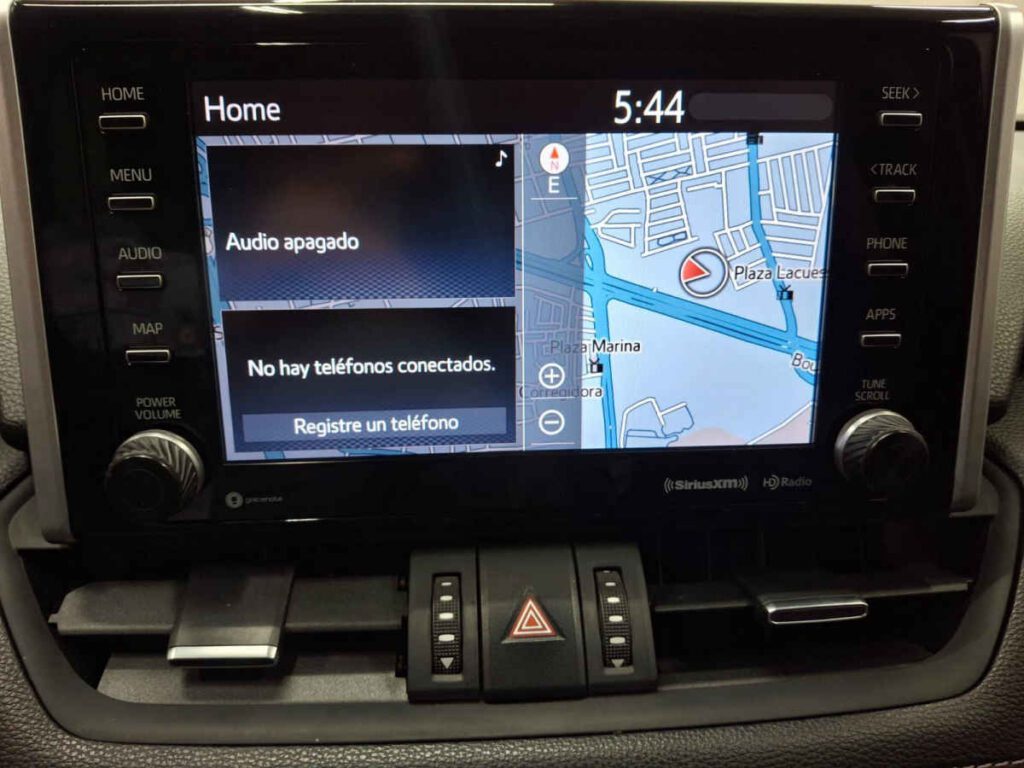 HOME
MENU
AUDIO
MAP
POWER
VOLUME
Home
5:44
Audio apagado
No hay teléfonos conectados.
Registre un teléfono
N
E
Plaza Lacues
Plaza Marina
Corregidora
Bou
SEEK>
<TRACK
PHONE
APPS
TUNE
SCROLL
gracenote
((SiriusXM))
HD Radio